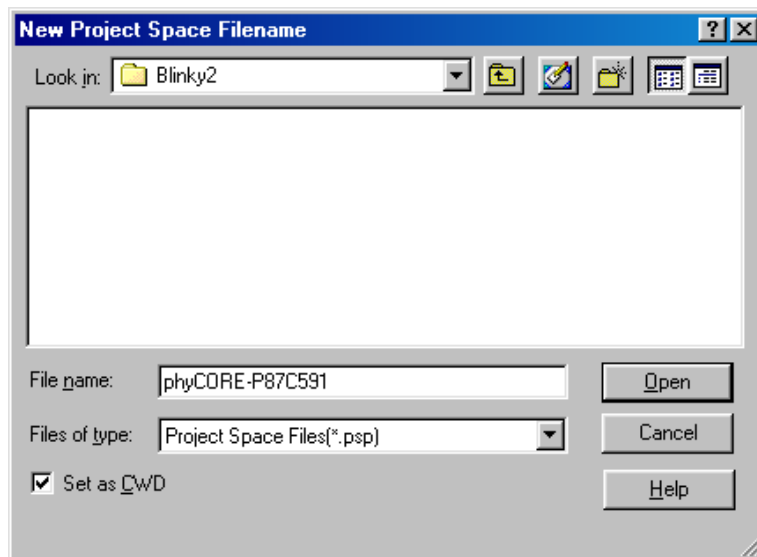 New Project Space Filename
Look in: Blinky2
File name: phyCORE-P87C591 Open
Files of type: Project Space Files(*.psp) Cancel
Set as CWD Help